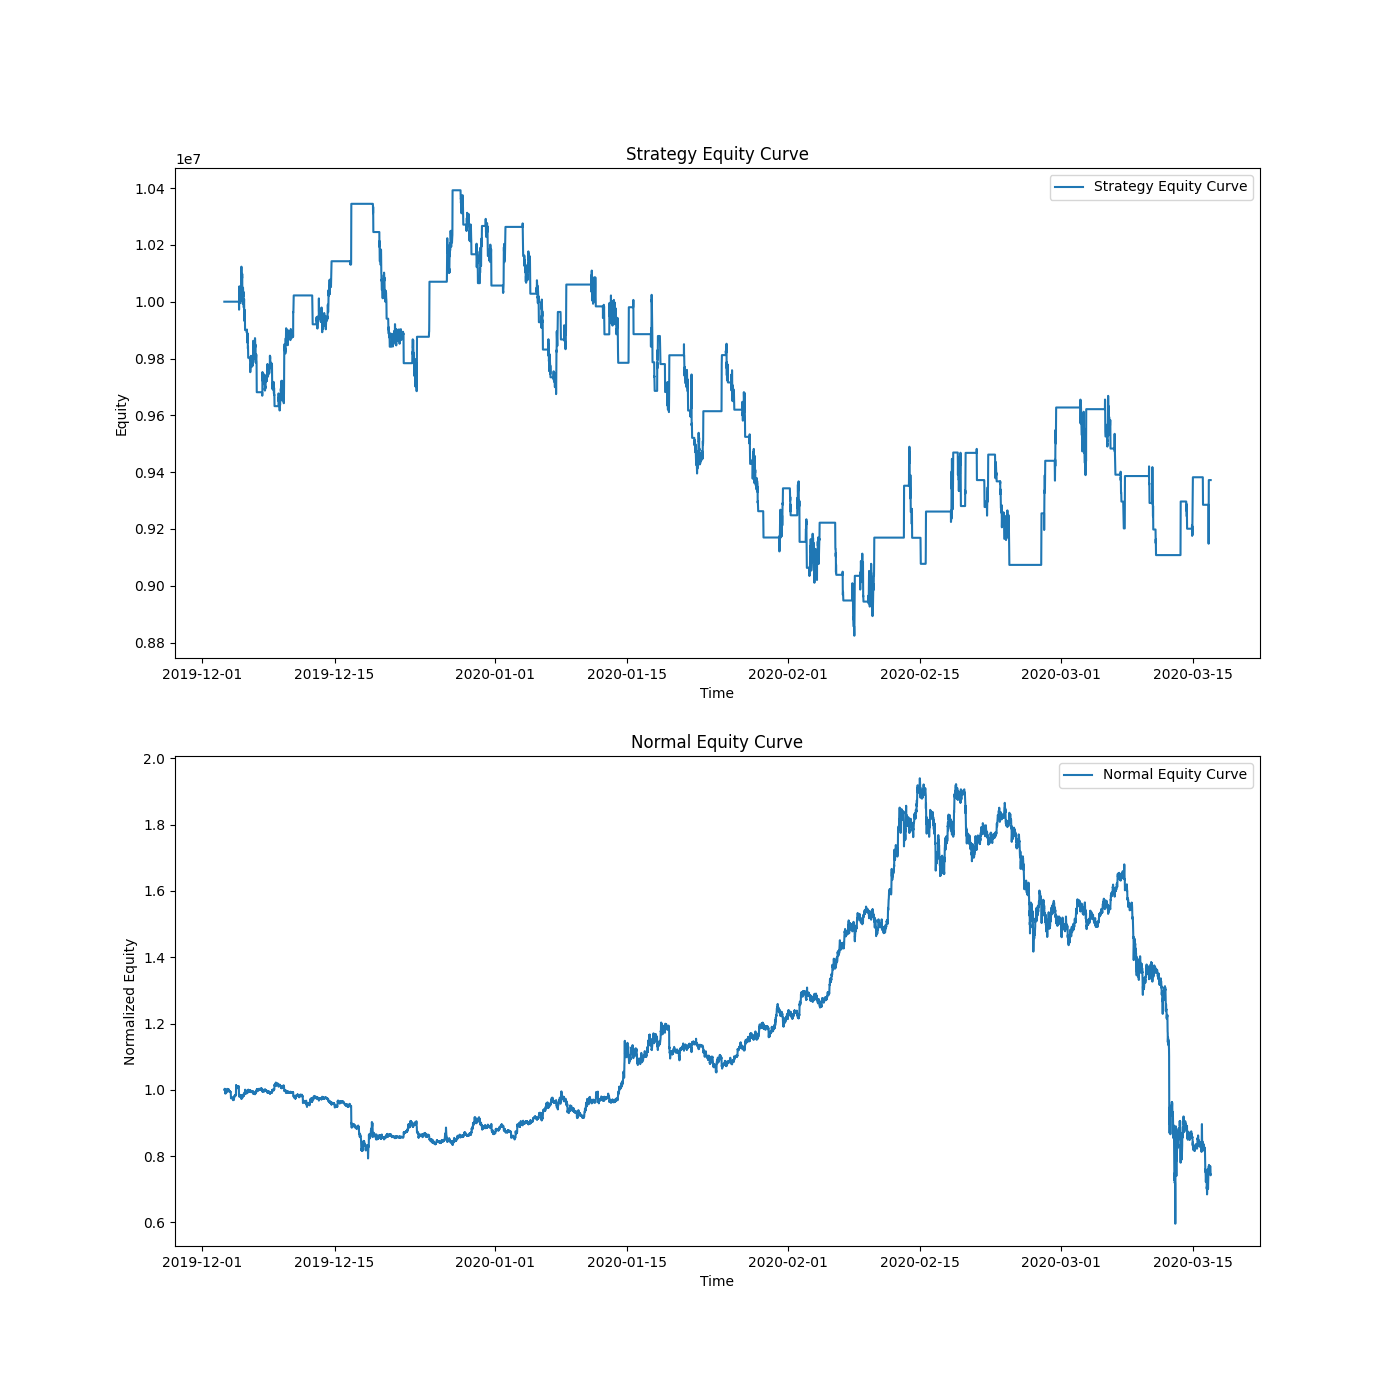 Strategy Equity Curve
1e7
Strategy Equity Curve
1.04
1.02
1.00
0.98
0.96
0.94
0.92
0.90
0.88
Equity
2019-12-01 2019-12-15 2020-01-01 2020-01-15 2020-02-01 2020-02-15 2020-03-01 2020-03-15
Time
Normal Equity Curve
Normal Equity Curve
2.0
1.8
1.6
1.4
1.2
1.0
0.8
0.6
Normalized Equity
2019-12-01 2019-12-15 2020-01-01 2020-01-15 2020-02-01 2020-02-15 2020-03-01 2020-03-15
Time